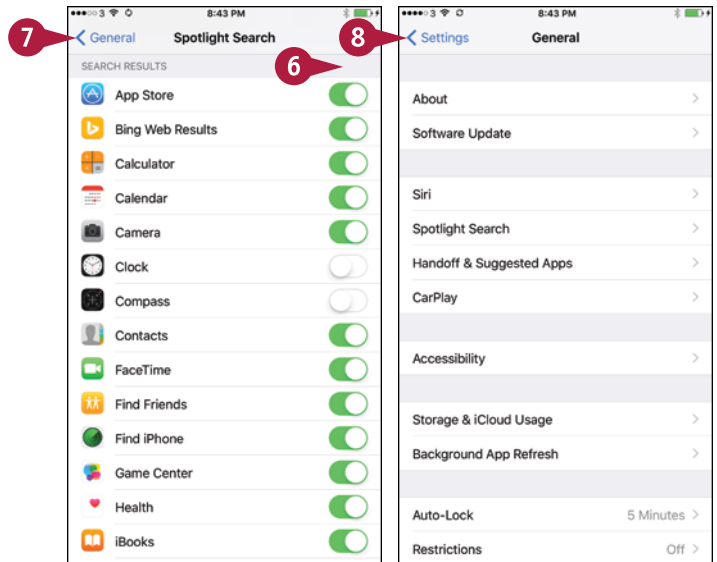 3 8:43 PM
7
General Spotlight Search
SEARCH RESULTS
6
App Store
Bing Web Results
Calculator
Calendar
Camera
Clock
Compass
Contacts
FaceTime
Find Friends
Find iPhone
Game Center
Health
iBooks
3 8:43 PM
8
Settings General
About
Software Update
Siri
Spotlight Search
Handoff & Suggested Apps
CarPlay
Accessibility
Storage & iCloud Usage
Background App Refresh
Auto-Lock 5 Minutes
Restrictions Off